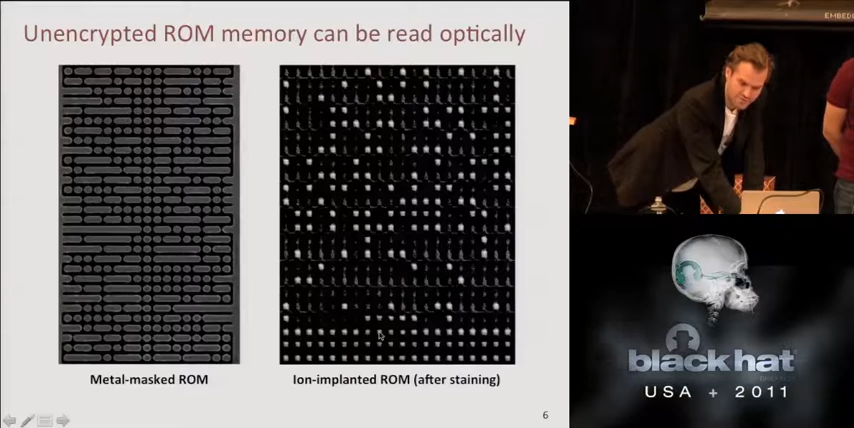 Unencrypted ROM memory can be read optically
Metal-masked ROM
Ion-implanted ROM (after staining)
6
EMBEDD
black hat
USA + 2011